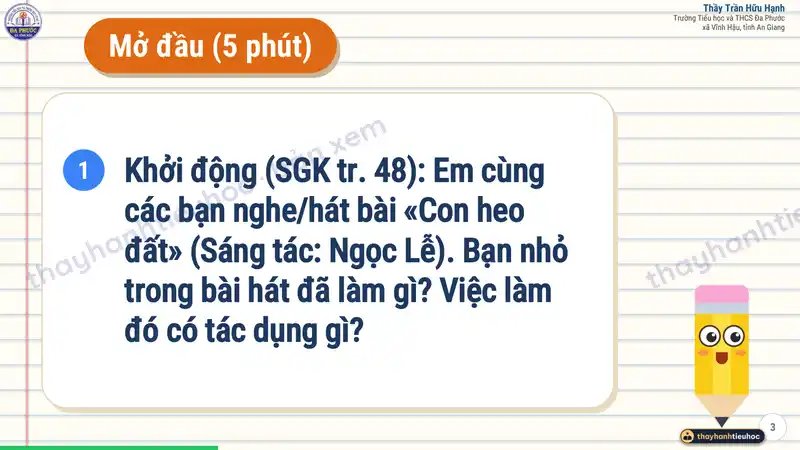 Thầy Trần Hữu Hạnh
Trường Tiểu học và THCS Đa Phước
xã Vĩnh Hậu, tỉnh An Giang
ĐA PHƯỚC
Mở đầu (5 phút)
1
Khởi động (SGK tr. 48): Em cùng
các bạn nghe/hát bài «Con heo
đất» (Sáng tác: Ngọc Lễ). Bạn nhỏ
trong bài hát đã làm gì? Việc làm
đó có tác dụng gì?
3
thayhanhtieuhoc